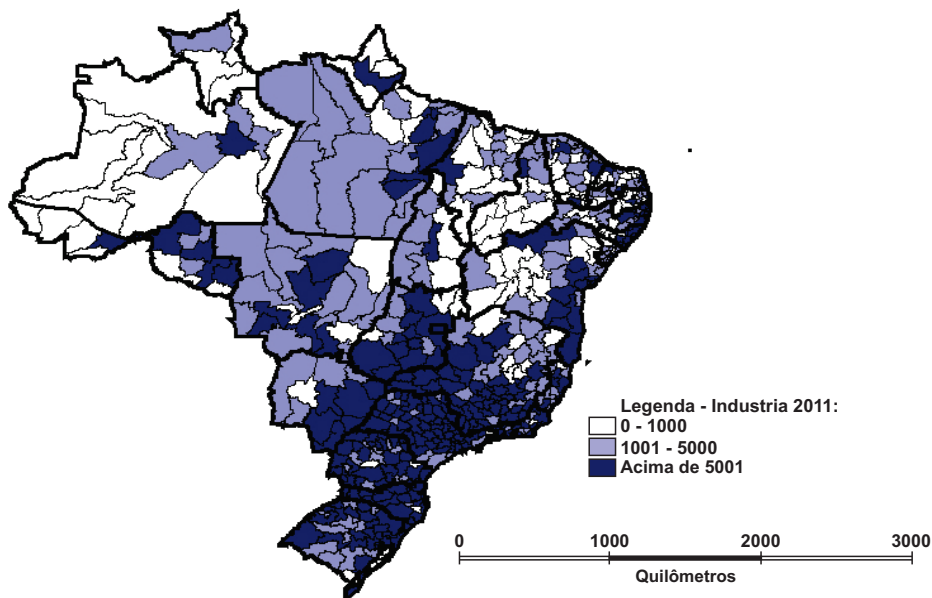 Legenda - Industria 2011:
0 - 1000
1001 - 5000
Acima de 5001
0 1000 2000 3000
Quilômetros